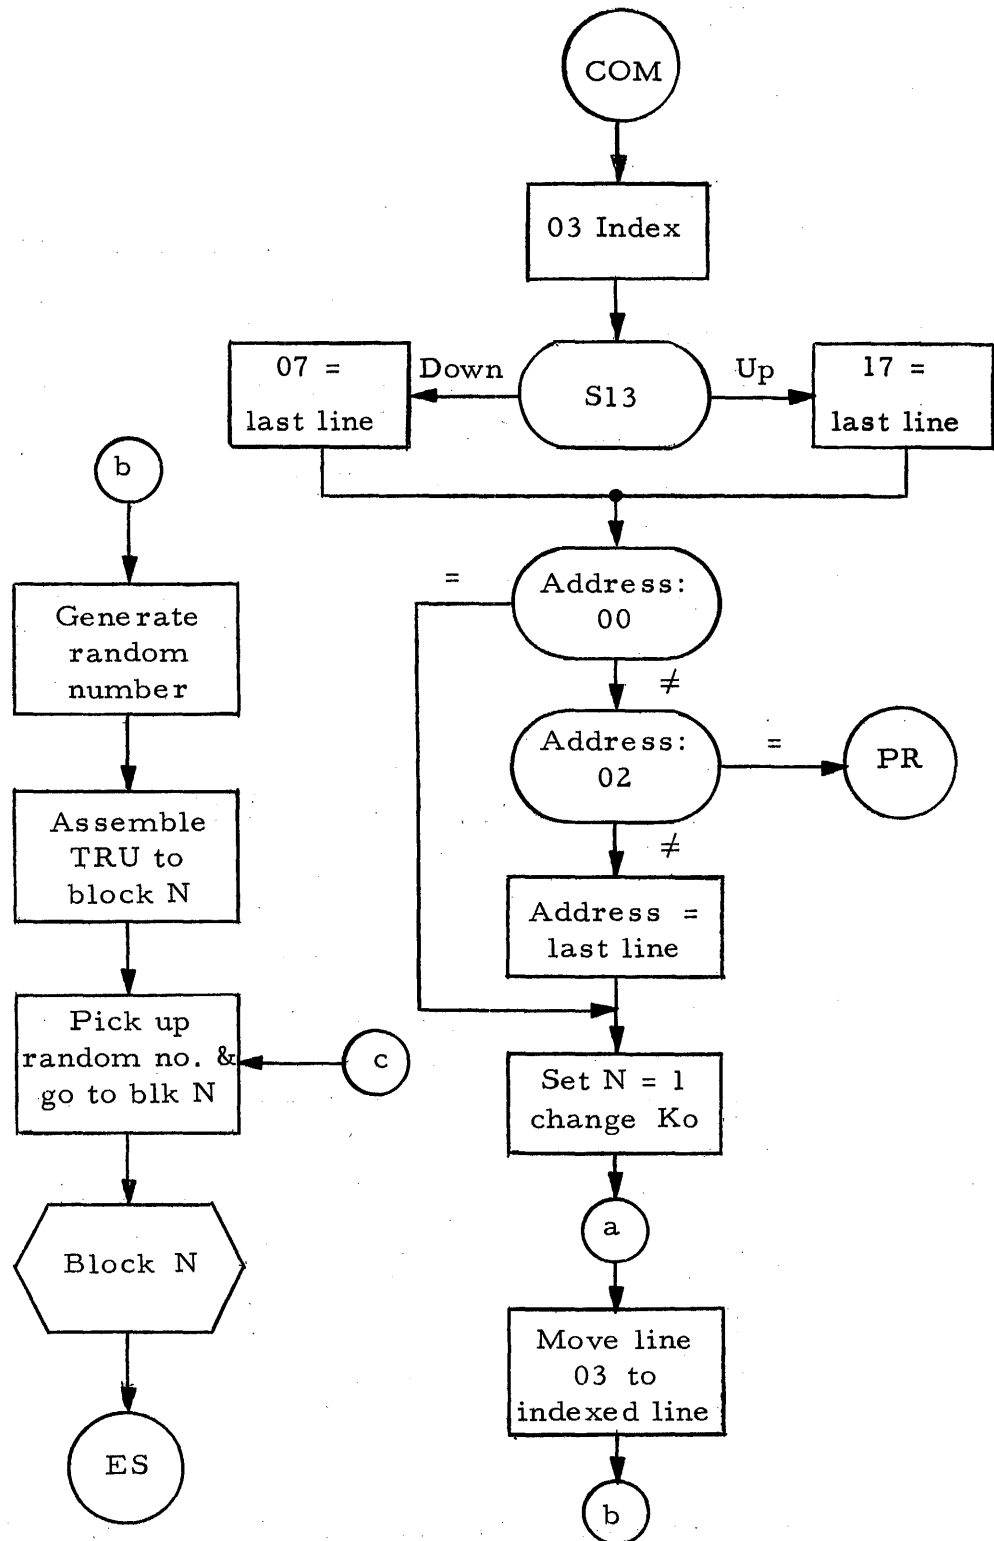 COM
03 Index
S13
Down
Up
07 =
last line
17 =
last line
Address:
00
=
≠
Address:
02
=
PR
≠
Address =
last line
Set N = 1
change Ko
a
Move line
03 to
indexed line
b
b
Generate
random
number
Assemble
TRU to
block N
Pick up
random no. &
go to blk N
c
Block N
ES